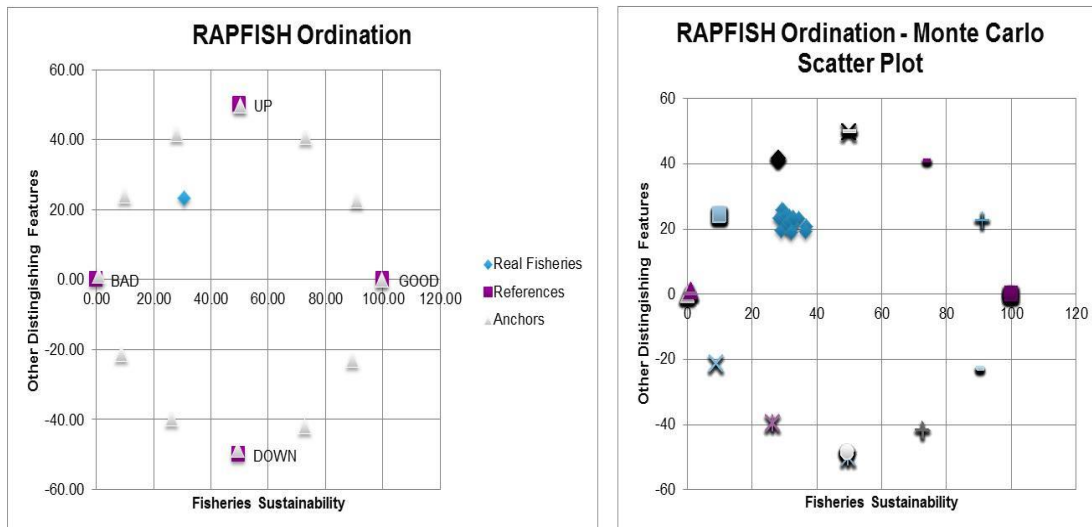 RAPFISH Ordination
60.00
40.00
20.00
0.00
-20.00
-40.00
-60.00
Other Distingishing Features
UP
BAD
GOOD
DOWN
0.00 20.00 40.00 60.00 80.00 100.00 120.00
Fisheries Sustainability
Real Fisheries
References
Anchors
RAPFISH Ordination - Monte Carlo
Scatter Plot
60
40
20
0
-20
-40
-60
Other Distingishing Features
0 20 40 60 80 100 120
Fisheries Sustainability